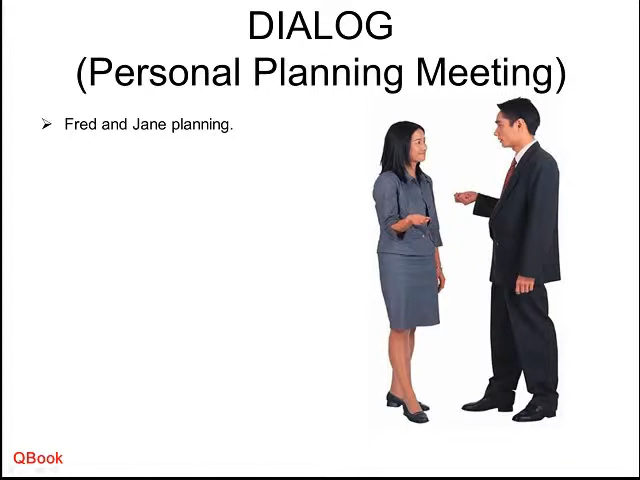 DIALOG
(Personal Planning Meeting)
Fred and Jane planning.
QBook